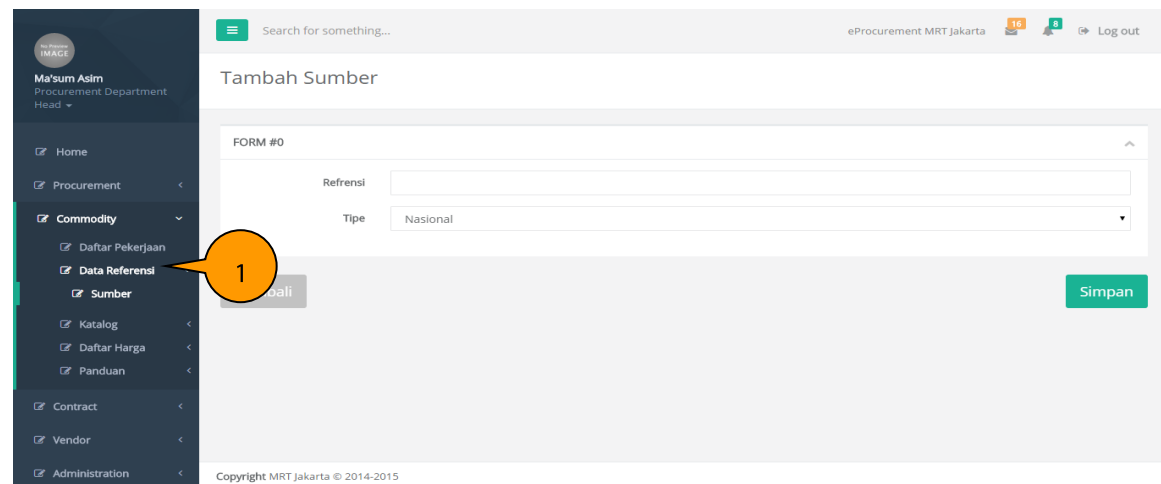 No Preview
IMAGE
Ma'sum Asim
Procurement Department
Head
Home
Procurement
Commodity
Daftar Pekerjaan
Data Referensi
Sumber
Katalog
Daftar Harga
Panduan
Contract
Vendor
Administration
Search for something...
eProcurement MRT Jakarta
16
8
Log out
Tambah Sumber
FORM #0
Refrensi
Tipe
Nasional
1
Simpan
Copyright MRT Jakarta © 2014-2015